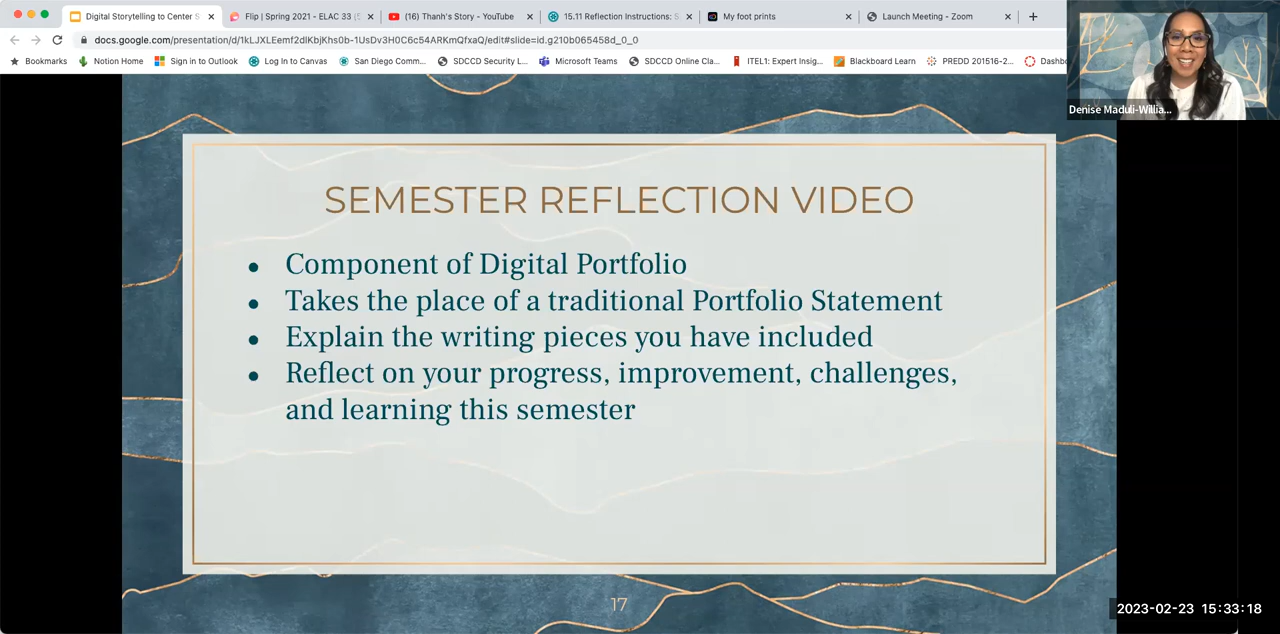 Digital Storytelling to Center S
Flip | Spring 2021 - ELAC 33 (5
(16) Thanh's Story - YouTube
15.11 Reflection Instructions: S
My foot prints
Launch Meeting - Zoom
docs.google.com/presentation/d/1kLJXLEemf2dlKbjKhs0b-1UsDv3H0C6c54ARKmQfxaQ/edit#slide=id.g210b065458d_0_0
Bookmarks
Notion Home
Sign in to Outlook
Log In to Canvas
San Diego Comm...
SDCCD Security L...
Microsoft Teams
SDCCD Online Cla...
ITEL1: Expert Insig...
Blackboard Learn
PREDD 201516-2...
Dashbo
Denise Maduli-Willia...
SEMESTER REFLECTION VIDEO
● Component of Digital Portfolio
● Takes the place of a traditional Portfolio Statement
● Explain the writing pieces you have included
● Reflect on your progress, improvement, challenges,
and learning this semester
17
2023-02-23 15:33:18